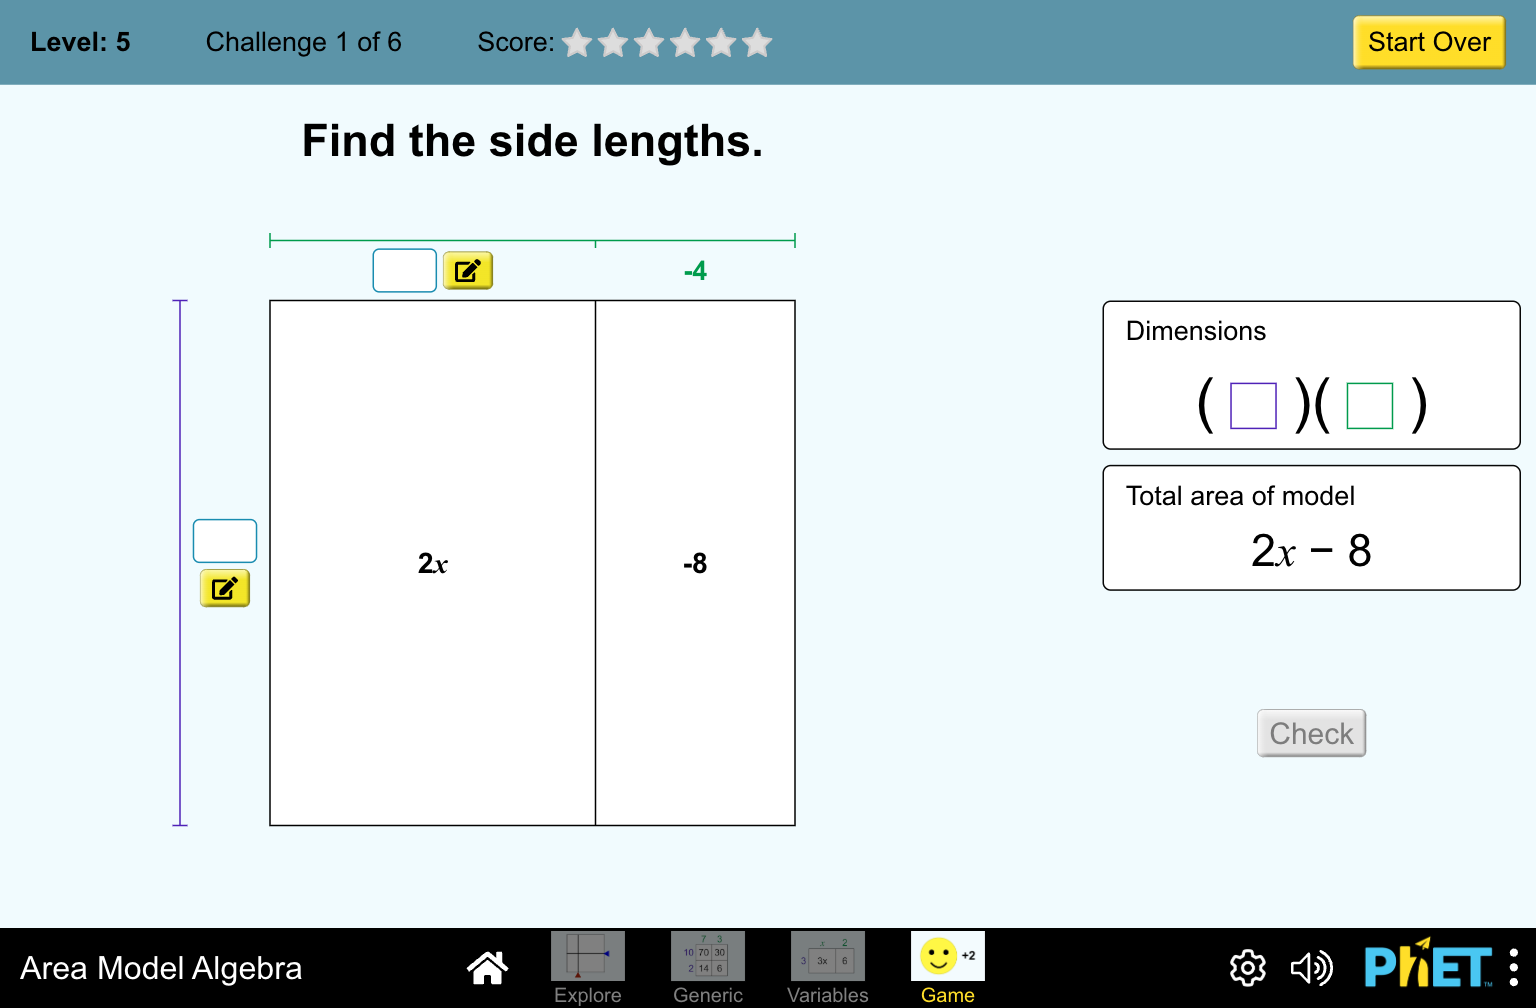 Level: 5 Challenge 1 of 6 Score: Start Over
Find the side lengths.
-4
2x -8
Dimensions
( )( )
Total area of model
2x − 8
Check
Area Model Algebra
Explore
7 3
10 70 30
2 14 6
Generic
x 2
3 3x 6
Variables
+2
Game
PhET™